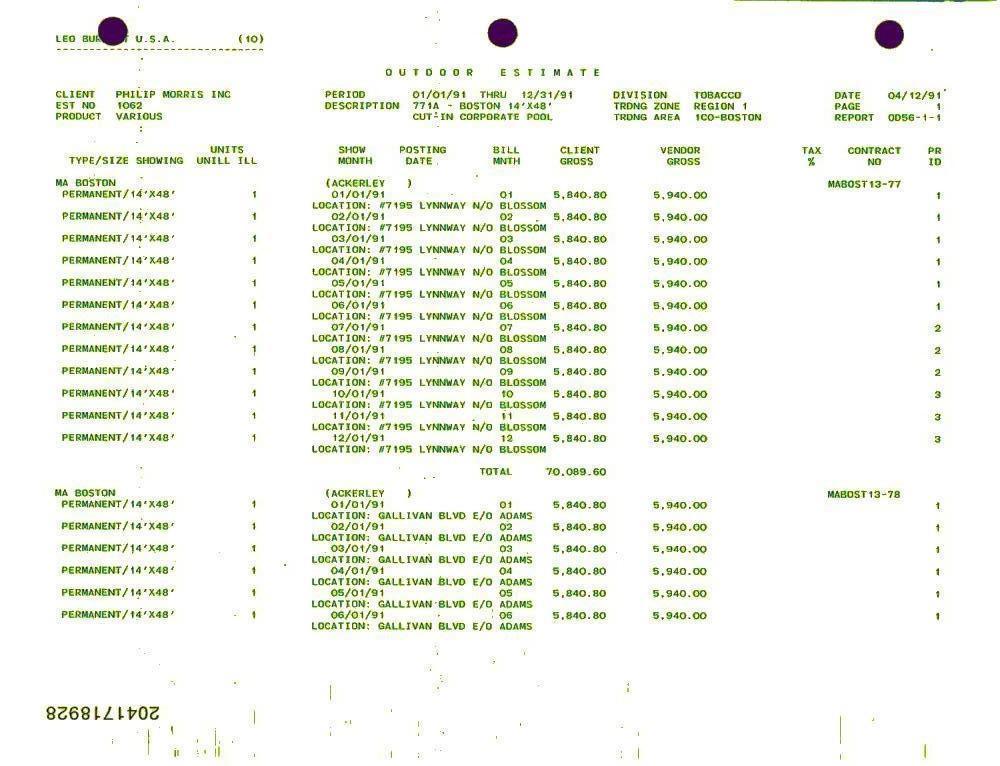 LEO BURNETT U.S.A. (10)
OUTDOOR ESTIMATE
CLIENT PHILIP MORRIS INC PERIOD 01/01/91 THRU 12/31/91 DIVISION TOBACCO DATE 04/12/91
EST NO 1062 DESCRIPTION 771A - BOSTON 14'X48' TRDNG ZONE REGION 1 PAGE 1
PRODUCT VARIOUS CUT-IN CORPORATE POOL TRDNG AREA 1CO-BOSTON REPORT OD56-1-1
UNITS SHOW POSTING BILL CLIENT VENDOR TAX CONTRACT PR
TYPE/SIZE SHOWING UNILL ILL MONTH DATE MNTH GROSS GROSS % NO ID
MA BOSTON (ACKERLEY ) MABOST13-77
PERMANENT/14'X48' 1 01/01/91 01 5,840.80 5,940.00 1
LOCATION: #7195 LYNNWAY N/O BLOSSOM
PERMANENT/14'X48' 1 02/01/91 02 5,840.80 5,940.00 1
LOCATION: #7195 LYNNWAY N/O BLOSSOM
PERMANENT/14'X48' 1 03/01/91 03 5,840.80 5,940.00 1
LOCATION: #7195 LYNNWAY N/O BLOSSOM
PERMANENT/14'X48' 1 04/01/91 04 5,840.80 5,940.00 1
LOCATION: #7195 LYNNWAY N/O BLOSSOM
PERMANENT/14'X48' 1 05/01/91 05 5,840.80 5,940.00 1
LOCATION: #7195 LYNNWAY N/O BLOSSOM
PERMANENT/14'X48' 1 06/01/91 06 5,840.80 5,940.00 1
LOCATION: #7195 LYNNWAY N/O BLOSSOM
PERMANENT/14'X48' 1 07/01/91 07 5,840.80 5,940.00 2
LOCATION: #7195 LYNNWAY N/O BLOSSOM
PERMANENT/14'X48' 1 08/01/91 08 5,840.80 5,940.00 2
LOCATION: #7195 LYNNWAY N/O BLOSSOM
PERMANENT/14'X48' 1 09/01/91 09 5,840.80 5,940.00 2
LOCATION: #7195 LYNNWAY N/O BLOSSOM
PERMANENT/14'X48' 1 10/01/91 10 5,840.80 5,940.00 3
LOCATION: #7195 LYNNWAY N/O BLOSSOM
PERMANENT/14'X48' 1 11/01/91 11 5,840.80 5,940.00 3
LOCATION: #7195 LYNNWAY N/O BLOSSOM
PERMANENT/14'X48' 1 12/01/91 12 5,840.80 5,940.00 3
LOCATION: #7195 LYNNWAY N/O BLOSSOM
TOTAL 70,089.60
MA BOSTON (ACKERLEY ) MABOST13-78
PERMANENT/14'X48' 1 01/01/91 01 5,840.80 5,940.00 1
LOCATION: GALLIVAN BLVD E/O ADAMS
PERMANENT/14'X48' 1 02/01/91 02 5,840.80 5,940.00 1
LOCATION: GALLIVAN BLVD E/O ADAMS
PERMANENT/14'X48' 1 03/01/91 03 5,840.80 5,940.00 1
LOCATION: GALLIVAN BLVD E/O ADAMS
PERMANENT/14'X48' 1 04/01/91 04 5,840.80 5,940.00 1
LOCATION: GALLIVAN BLVD E/O ADAMS
PERMANENT/14'X48' 1 05/01/91 05 5,840.80 5,940.00 1
LOCATION: GALLIVAN BLVD E/O ADAMS
PERMANENT/14'X48' 1 06/01/91 06 5,840.80 5,940.00 1
LOCATION: GALLIVAN BLVD E/O ADAMS
2041718928